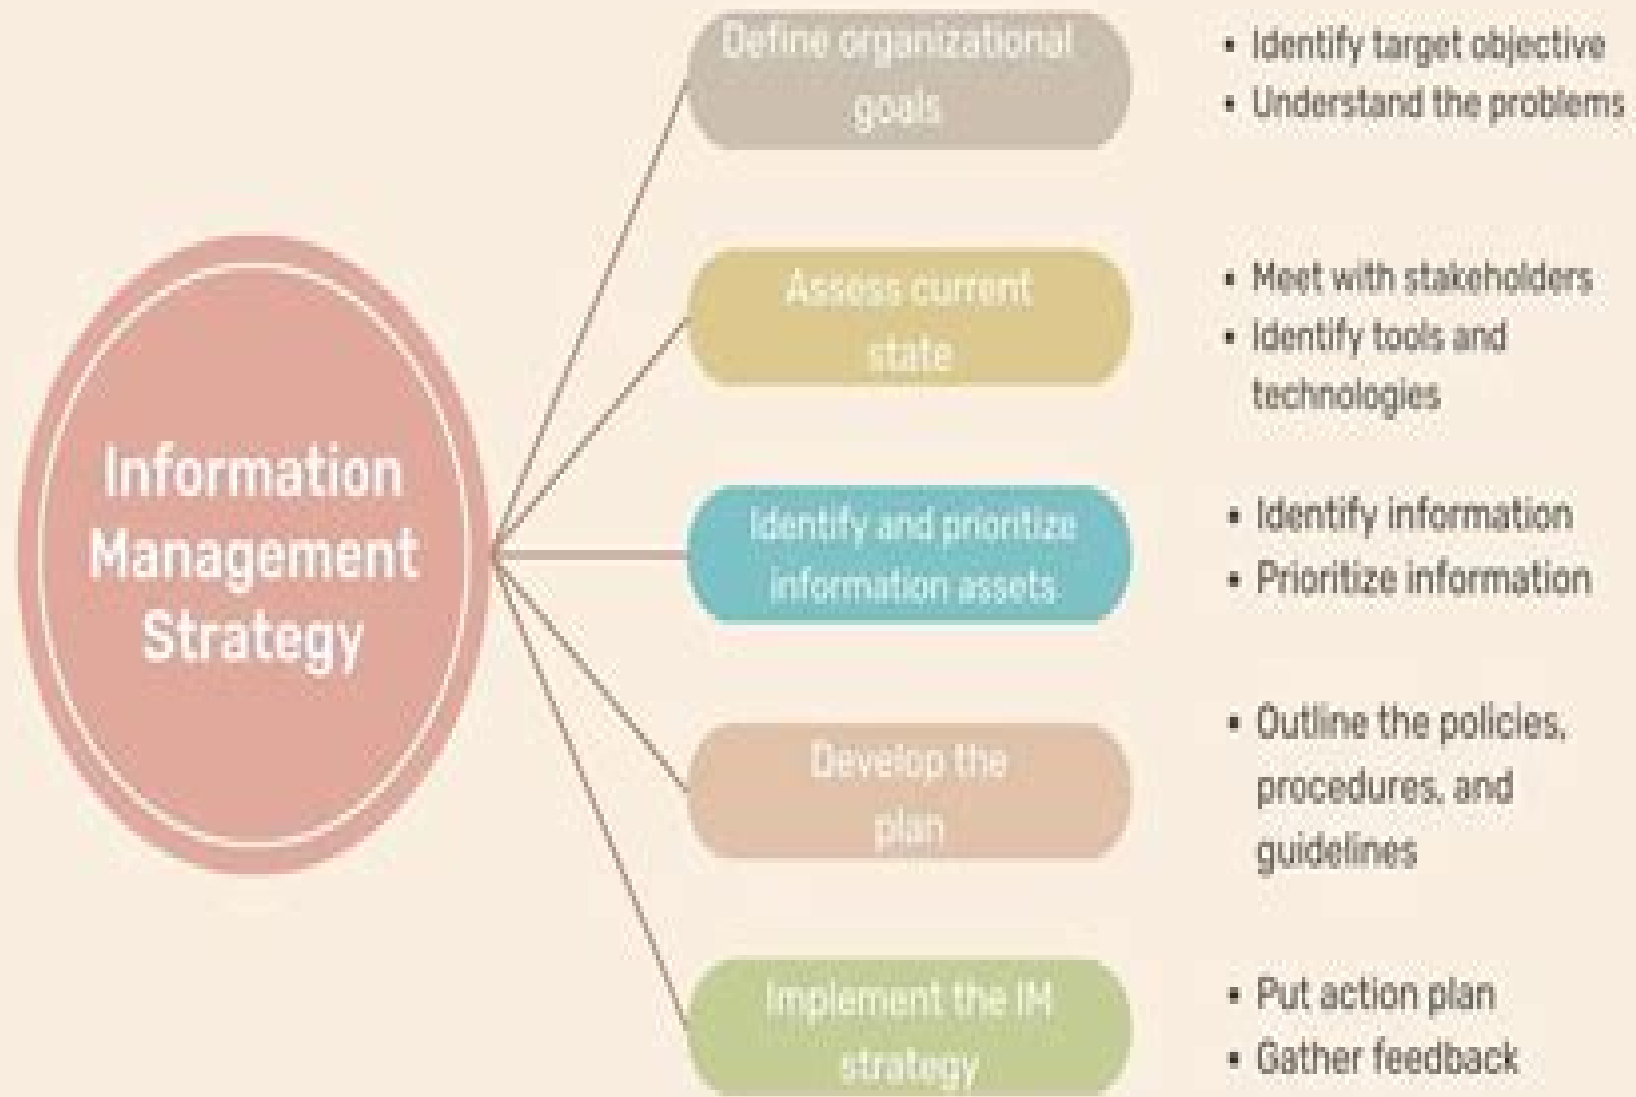 Information
Management
Strategy
Define organizational
goals
• Identify target objective
• Understand the problems
Assess current
state
• Meet with stakeholders
• Identify tools and
technologies
Identify and prioritize
information assets
• Identify information
• Prioritize information
Develop the
plan
• Outline the policies,
procedures, and
guidelines
Implement the IM
strategy
• Put action plan
• Gather feedback